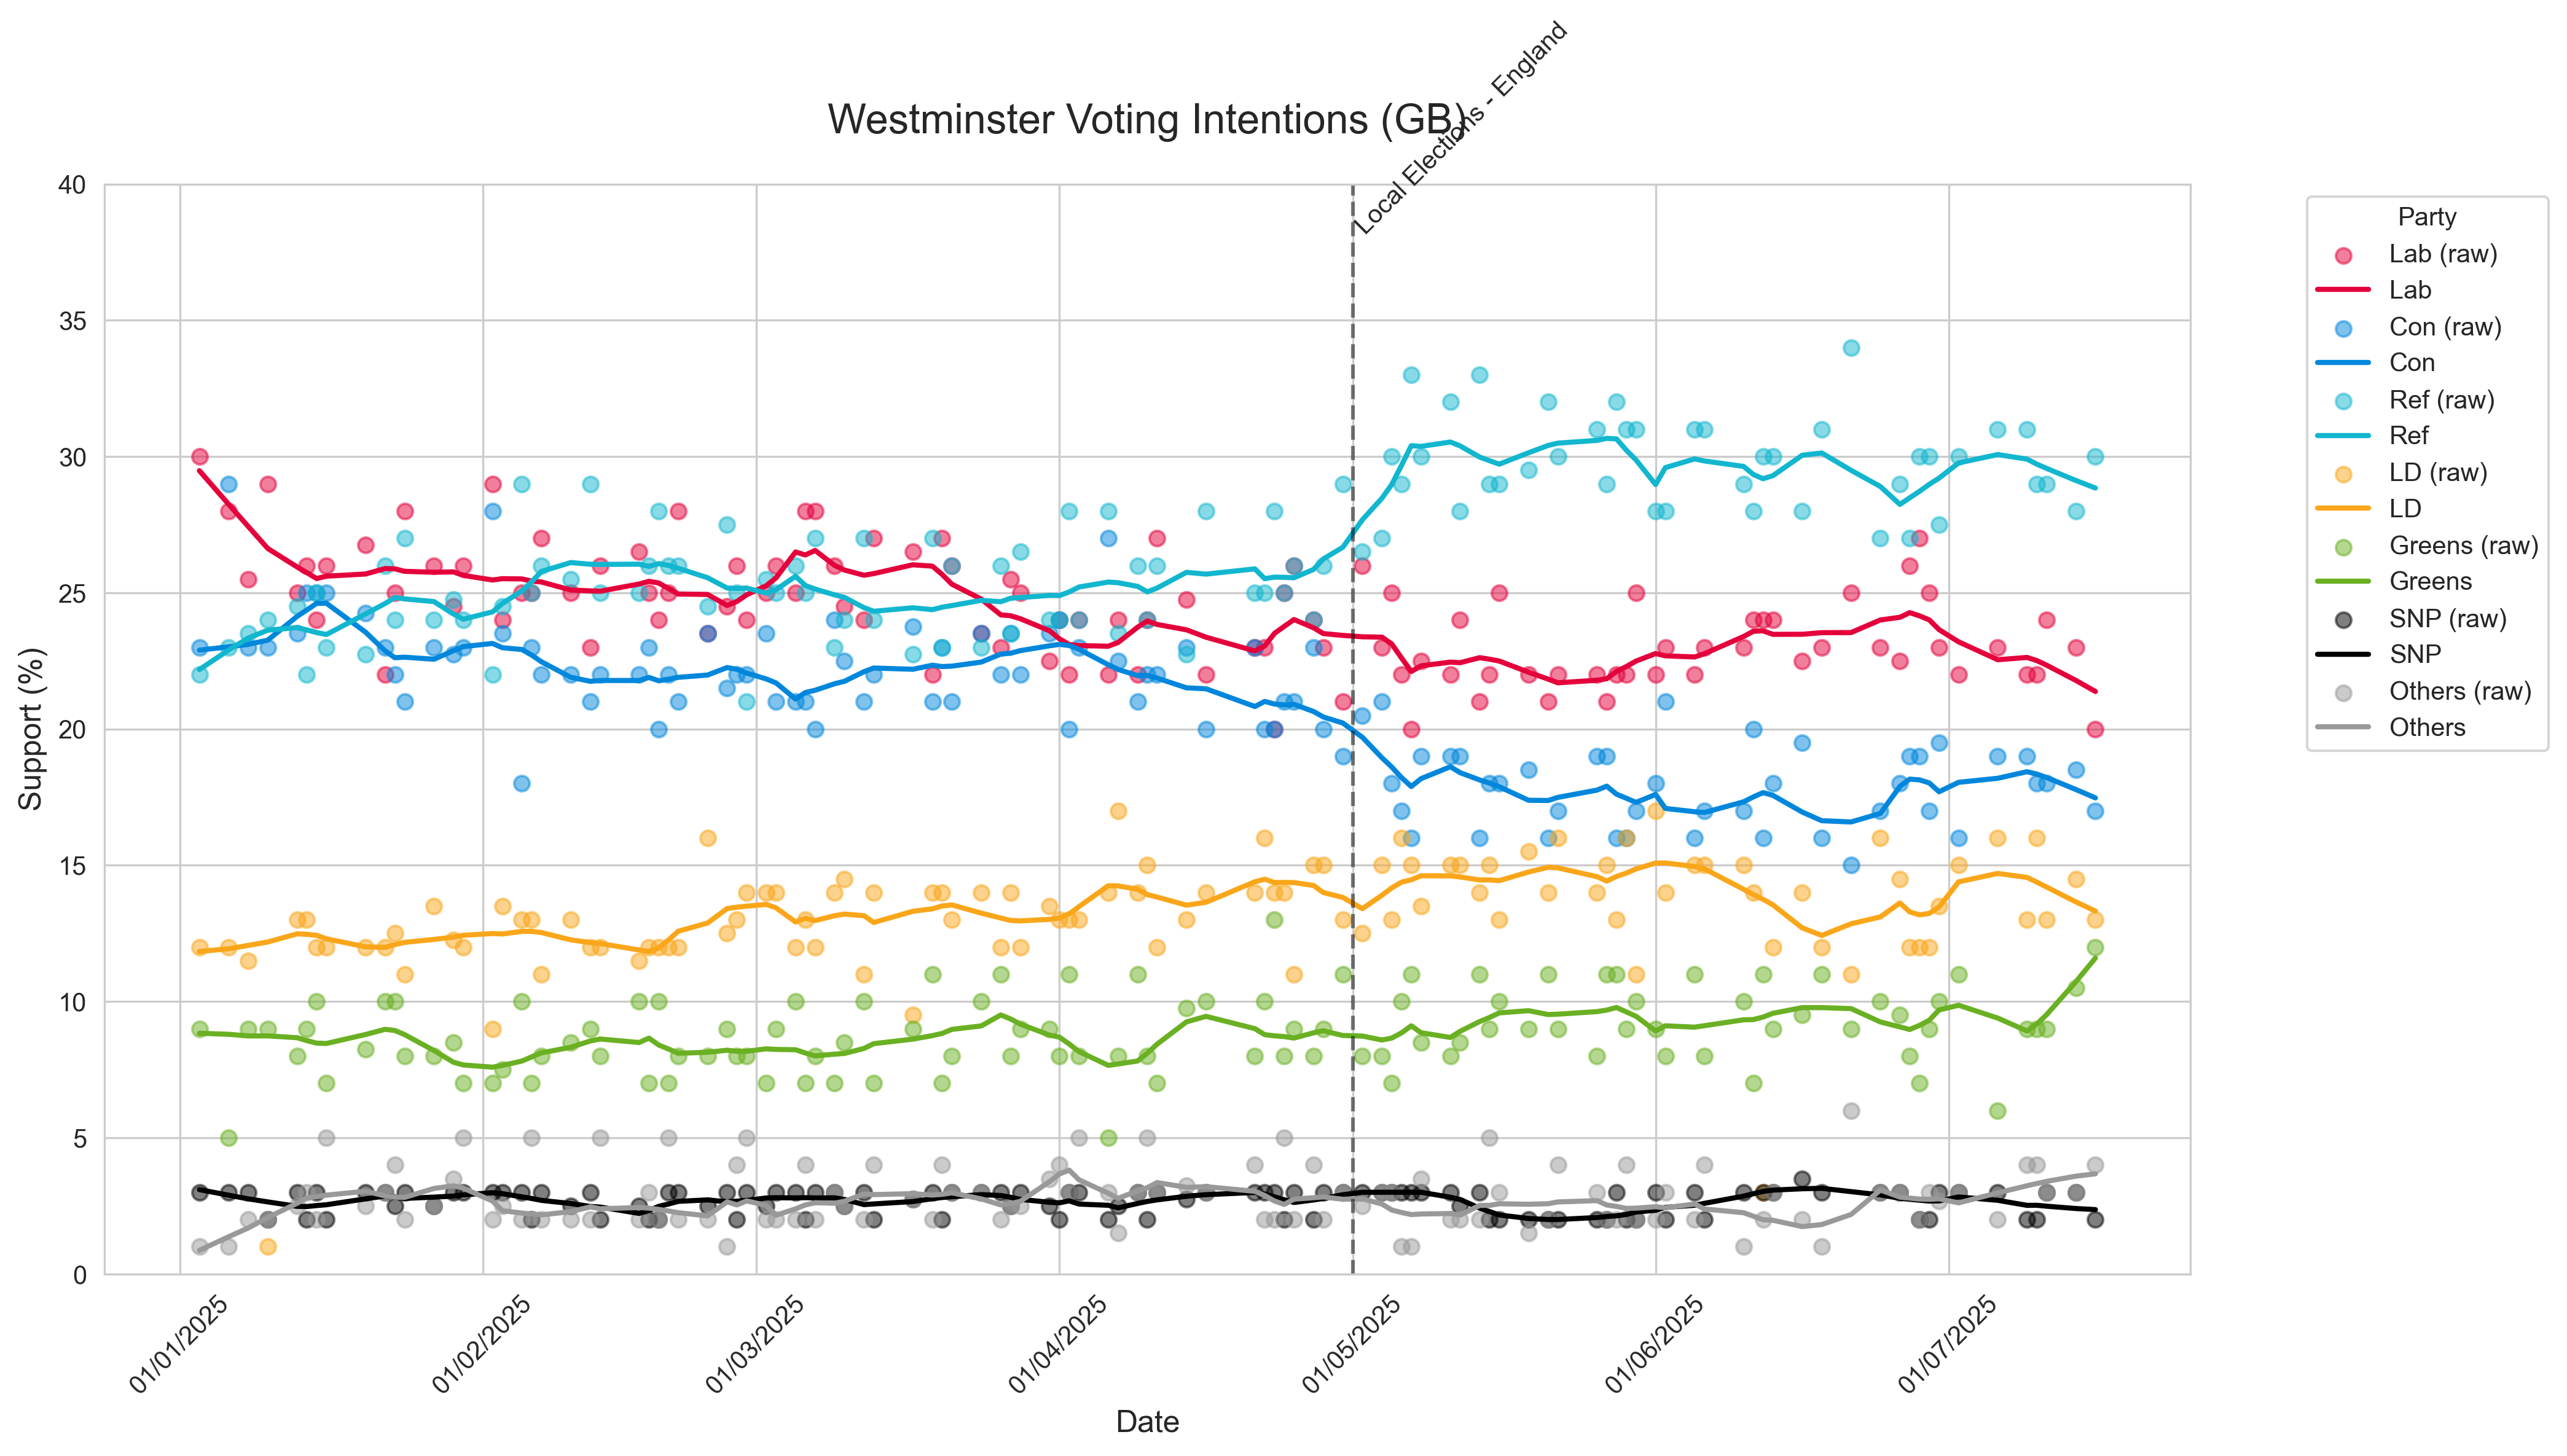 Local Elections - England
Westminster Voting Intentions (GB)
40
35
30
25
20
15
10
5
0
Support (%)
01/01/2025
01/02/2025
01/03/2025
01/04/2025
01/05/2025
01/06/2025
01/07/2025
Date
Party
Lab (raw)
Lab
Con (raw)
Con
Ref (raw)
Ref
LD (raw)
LD
Greens (raw)
Greens
SNP (raw)
SNP
Others (raw)
Others